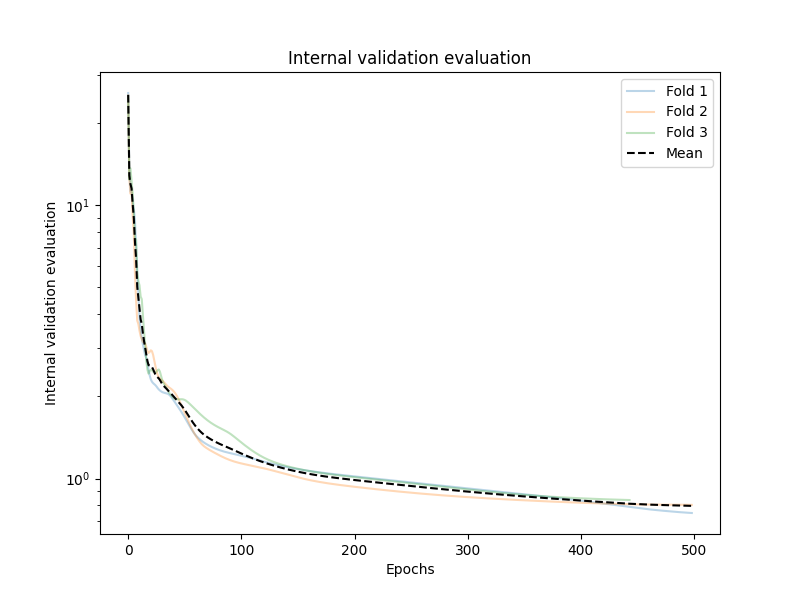 Internal validation evaluation
Internal validation evaluation
10¹
10⁰
Fold 1
Fold 2
Fold 3
Mean
0
100
200
300
400
500
Epochs